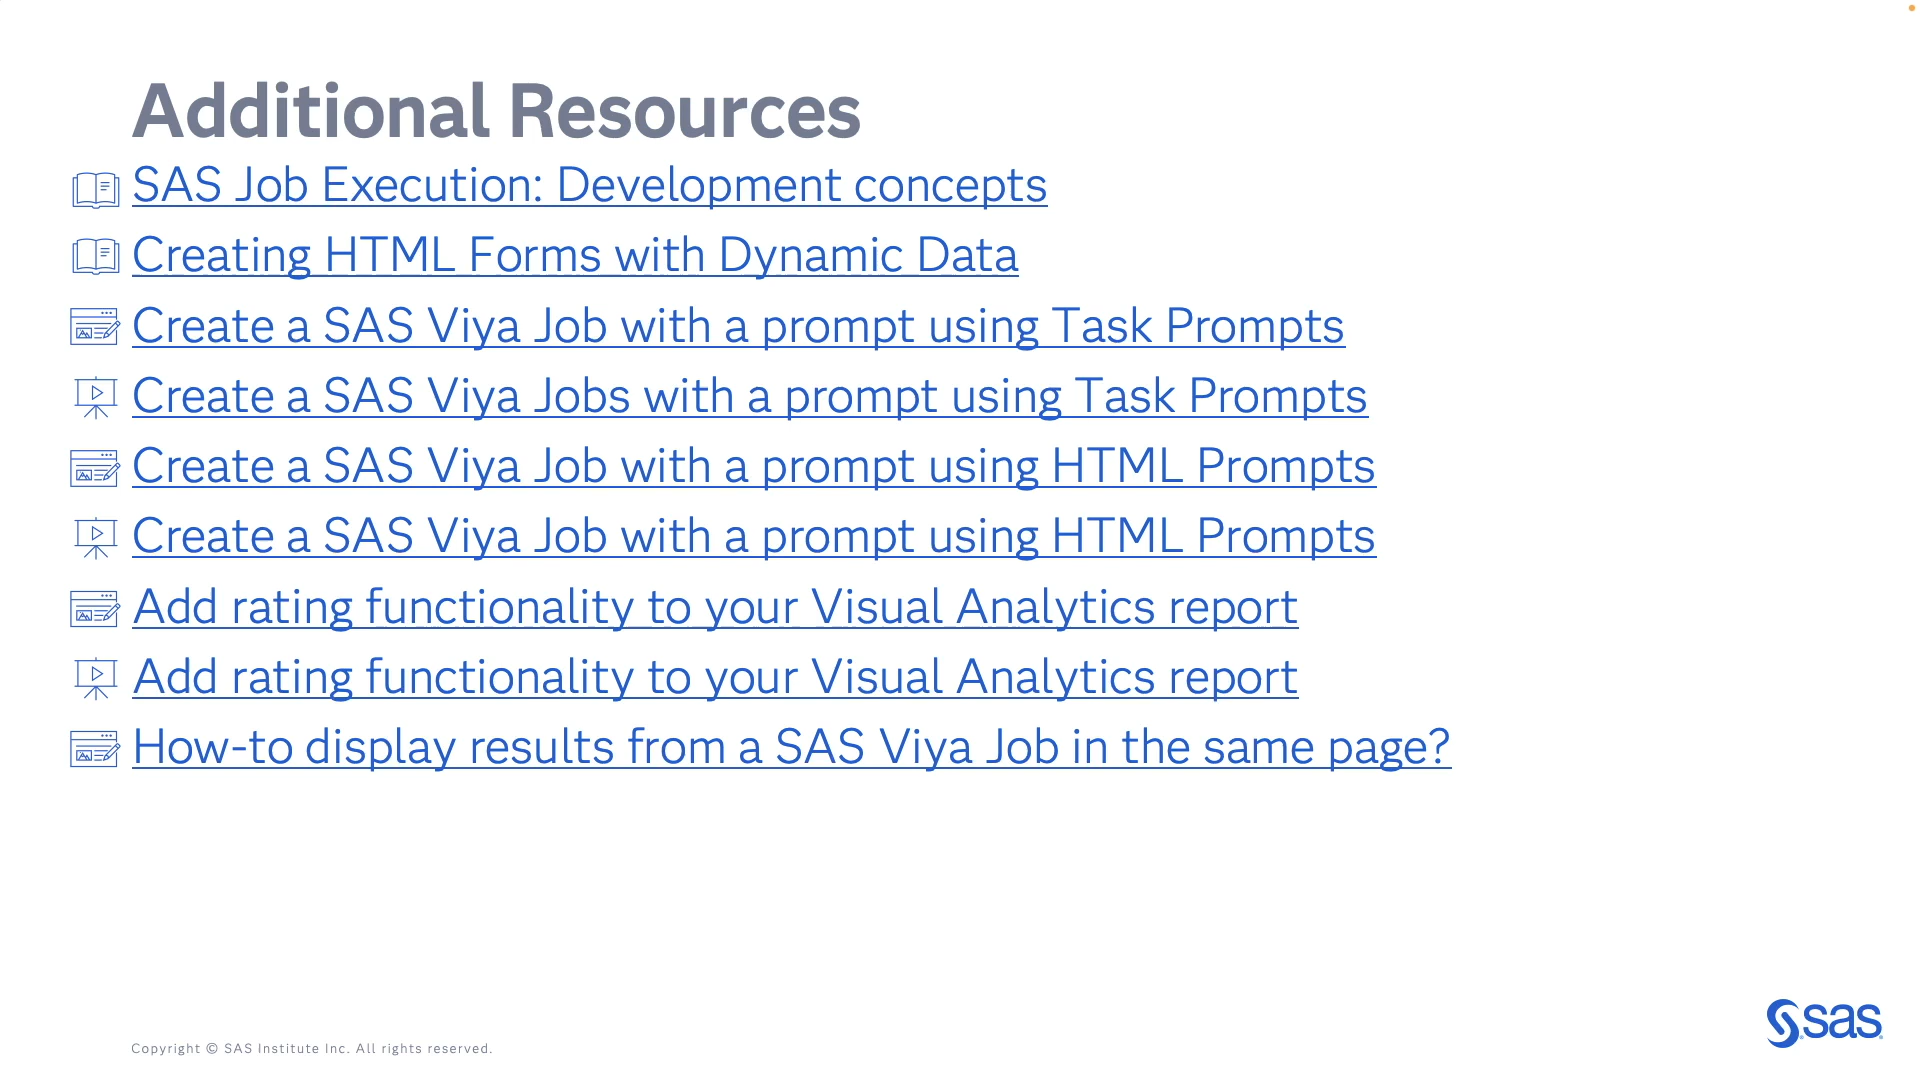 Additional Resources
SAS Job Execution: Development concepts
Creating HTML Forms with Dynamic Data
Create a SAS Viya Job with a prompt using Task Prompts
Create a SAS Viya Jobs with a prompt using Task Prompts
Create a SAS Viya Job with a prompt using HTML Prompts
Create a SAS Viya Job with a prompt using HTML Prompts
Add rating functionality to your Visual Analytics report
Add rating functionality to your Visual Analytics report
How-to display results from a SAS Viya Job in the same page?
sas
Copyright © SAS Institute Inc. All rights reserved.